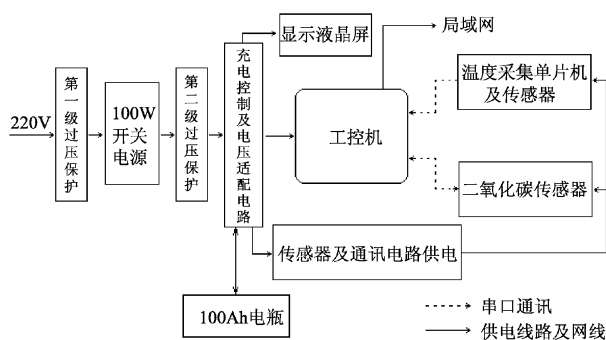 220V
第一级过压保护
100W
开关
电源
第二级过压保护
充电控制及电压适配电路
显示液晶屏
工控机
局域网
温度采集单片机
及传感器
二氧化碳传感器
传感器及通讯电路供电
100Ah电瓶
串口通讯
供电线路及网线